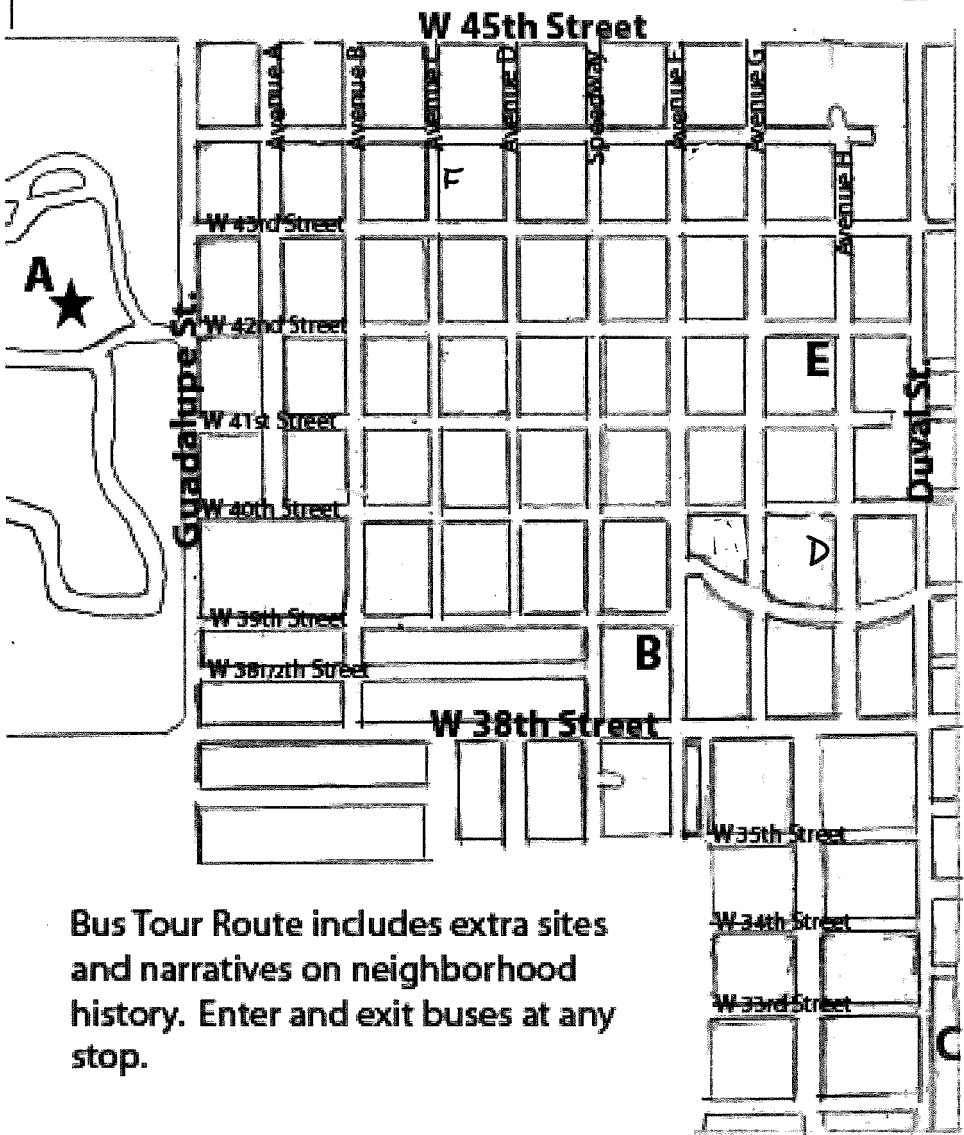 W 45th Street
Avenue A
Avenue B
Avenue C
Avenue D
Speedway
Avenue F
Avenue G
Avenue H
F
W 43rd Street
A
W 42nd Street
Guadalupe St.
E
Duval St.
W 41st Street
W 40th Street
D
W 39th Street
B
W 381/2th Street
W 38th Street
W 35th Street
W 34th Street
W 33rd Street
C
Bus Tour Route includes extra sites
and narratives on neighborhood
history. Enter and exit buses at any
stop.